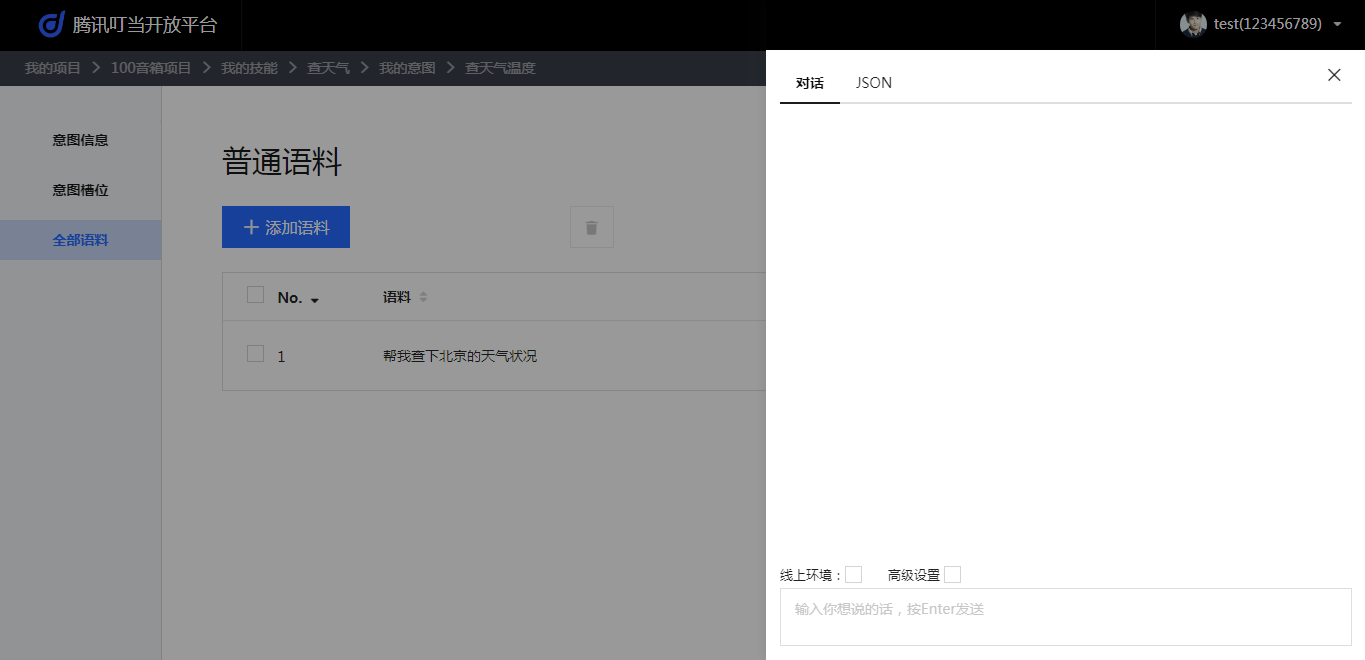 腾讯叮当开放平台
test(123456789)
我的项目 > 100音箱项目 > 我的技能 > 查天气 > 我的意图 > 查天气温度
意图信息
意图槽位
全部语料
普通语料
添加语料
No. 语料
1 帮我查下北京的天气状况
对话 JSON
线上环境： 高级设置
输入你想说的话，按Enter发送